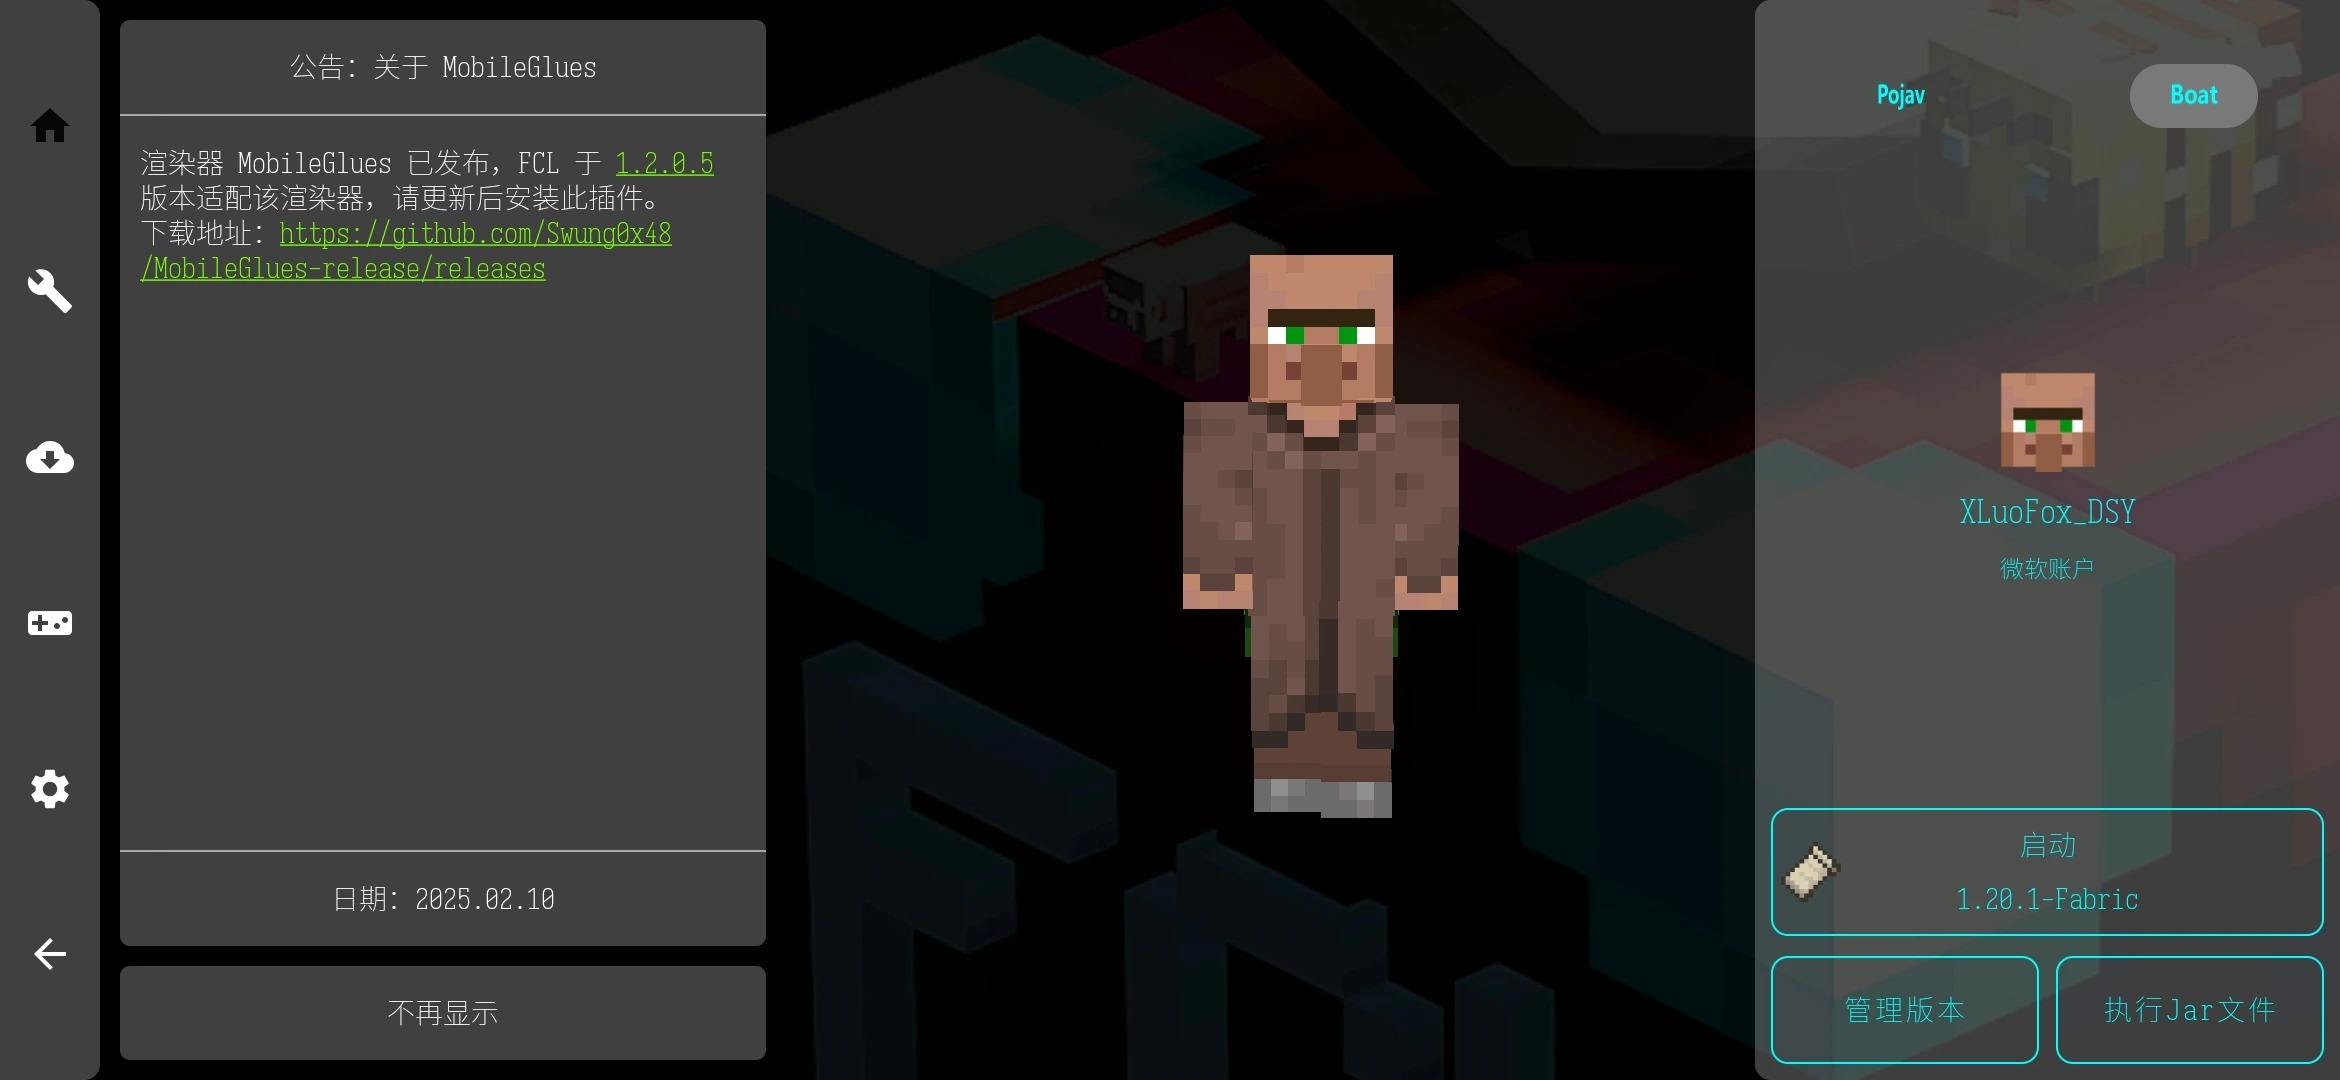 公告：关于 MobileGlues
渲染器 MobileGlues 已发布，FCL 于 1.2.0.5
版本适配该渲染器，请更新后安装此插件。
下载地址：https://github.com/Swung0x48
/MobileGlues-release/releases
日期：2025.02.10
不再显示
Pojav
Boat
XLuoFox_DSY
微软账户
启动
1.20.1-Fabric
管理版本
执行Jar文件